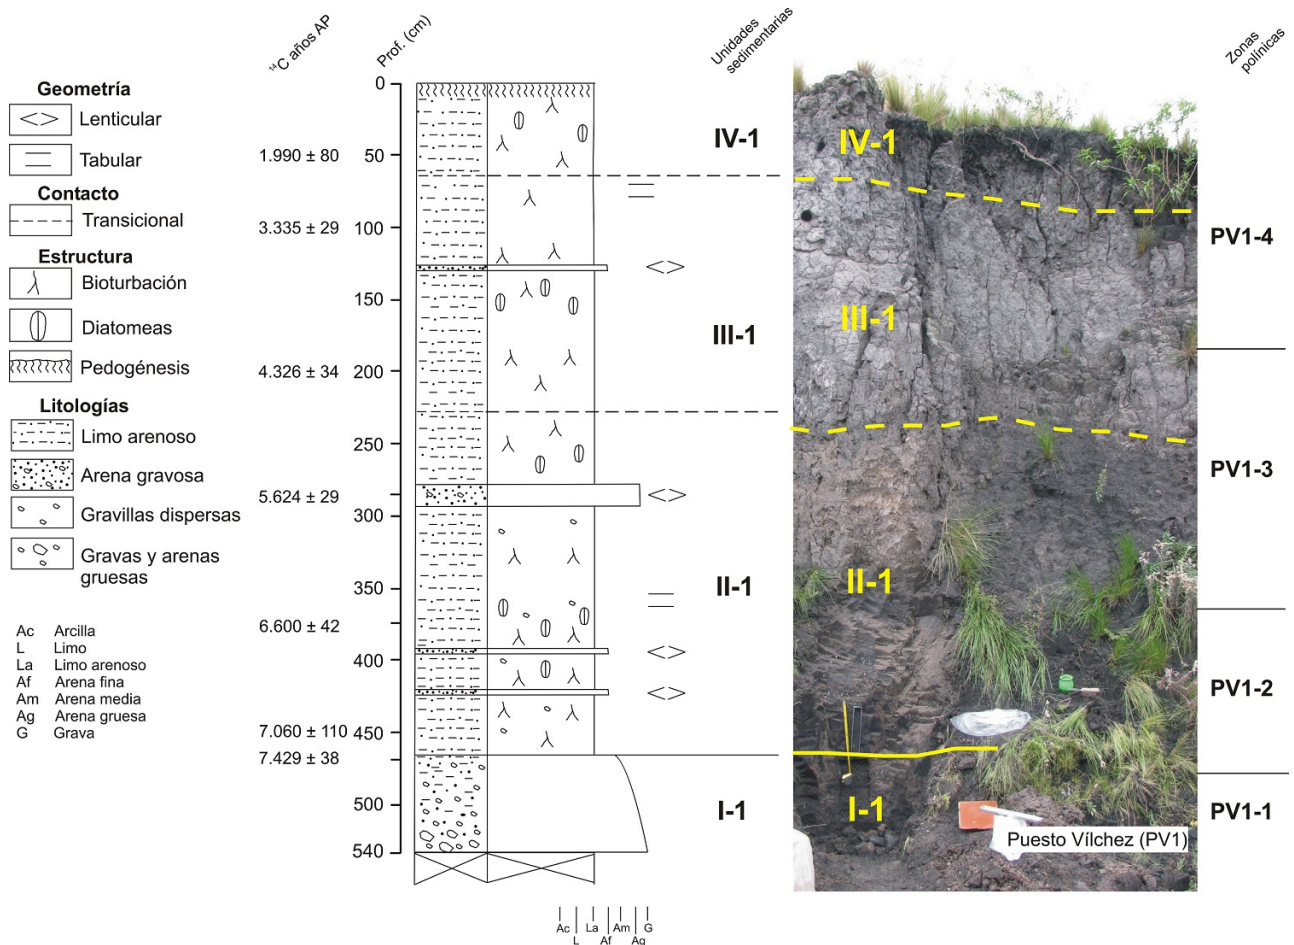 Geometría
Lenticular
Tabular
Contacto
Transicional
Estructura
Bioturbación
Diatomeas
Pedogénesis
Litologías
Limo arenoso
Arena gravosa
Gravillas dispersas
Gravas y arenas
gruesas
Ac Arcilla
L Limo
La Limo arenoso
Af Arena fina
Am Arena media
Ag Arena gruesa
G Grava
¹⁴C años AP
1.990 ± 80
3.335 ± 29
4.326 ± 34
5.624 ± 29
6.600 ± 42
7.060 ± 110
7.429 ± 38
Prof. (cm)
0
50
100
150
200
250
300
350
400
450
500
540
Ac
L
La
Af
Am
Ag
G
Unidades
sedimentarias
IV-1
III-1
II-1
I-1
IV-1
III-1
II-1
I-1
Puesto Vílchez (PV1)
Zonas
polínicas
PV1-4
PV1-3
PV1-2
PV1-1